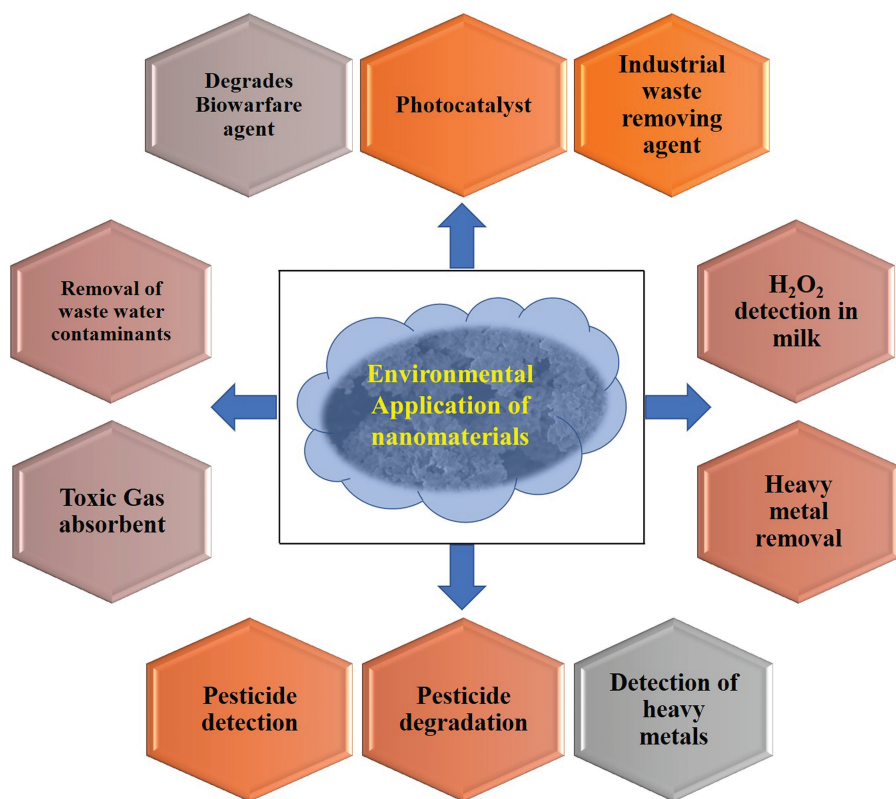 Degrades
Biowarfare
agent
Photocatalyst
Industrial
waste
removing
agent
Removal of
waste water
contaminants
H₂O₂
detection in
milk
Environmental
Application of
nanomaterials
Toxic Gas
absorbent
Heavy
metal
removal
Pesticide
detection
Pesticide
degradation
Detection of
heavy
metals